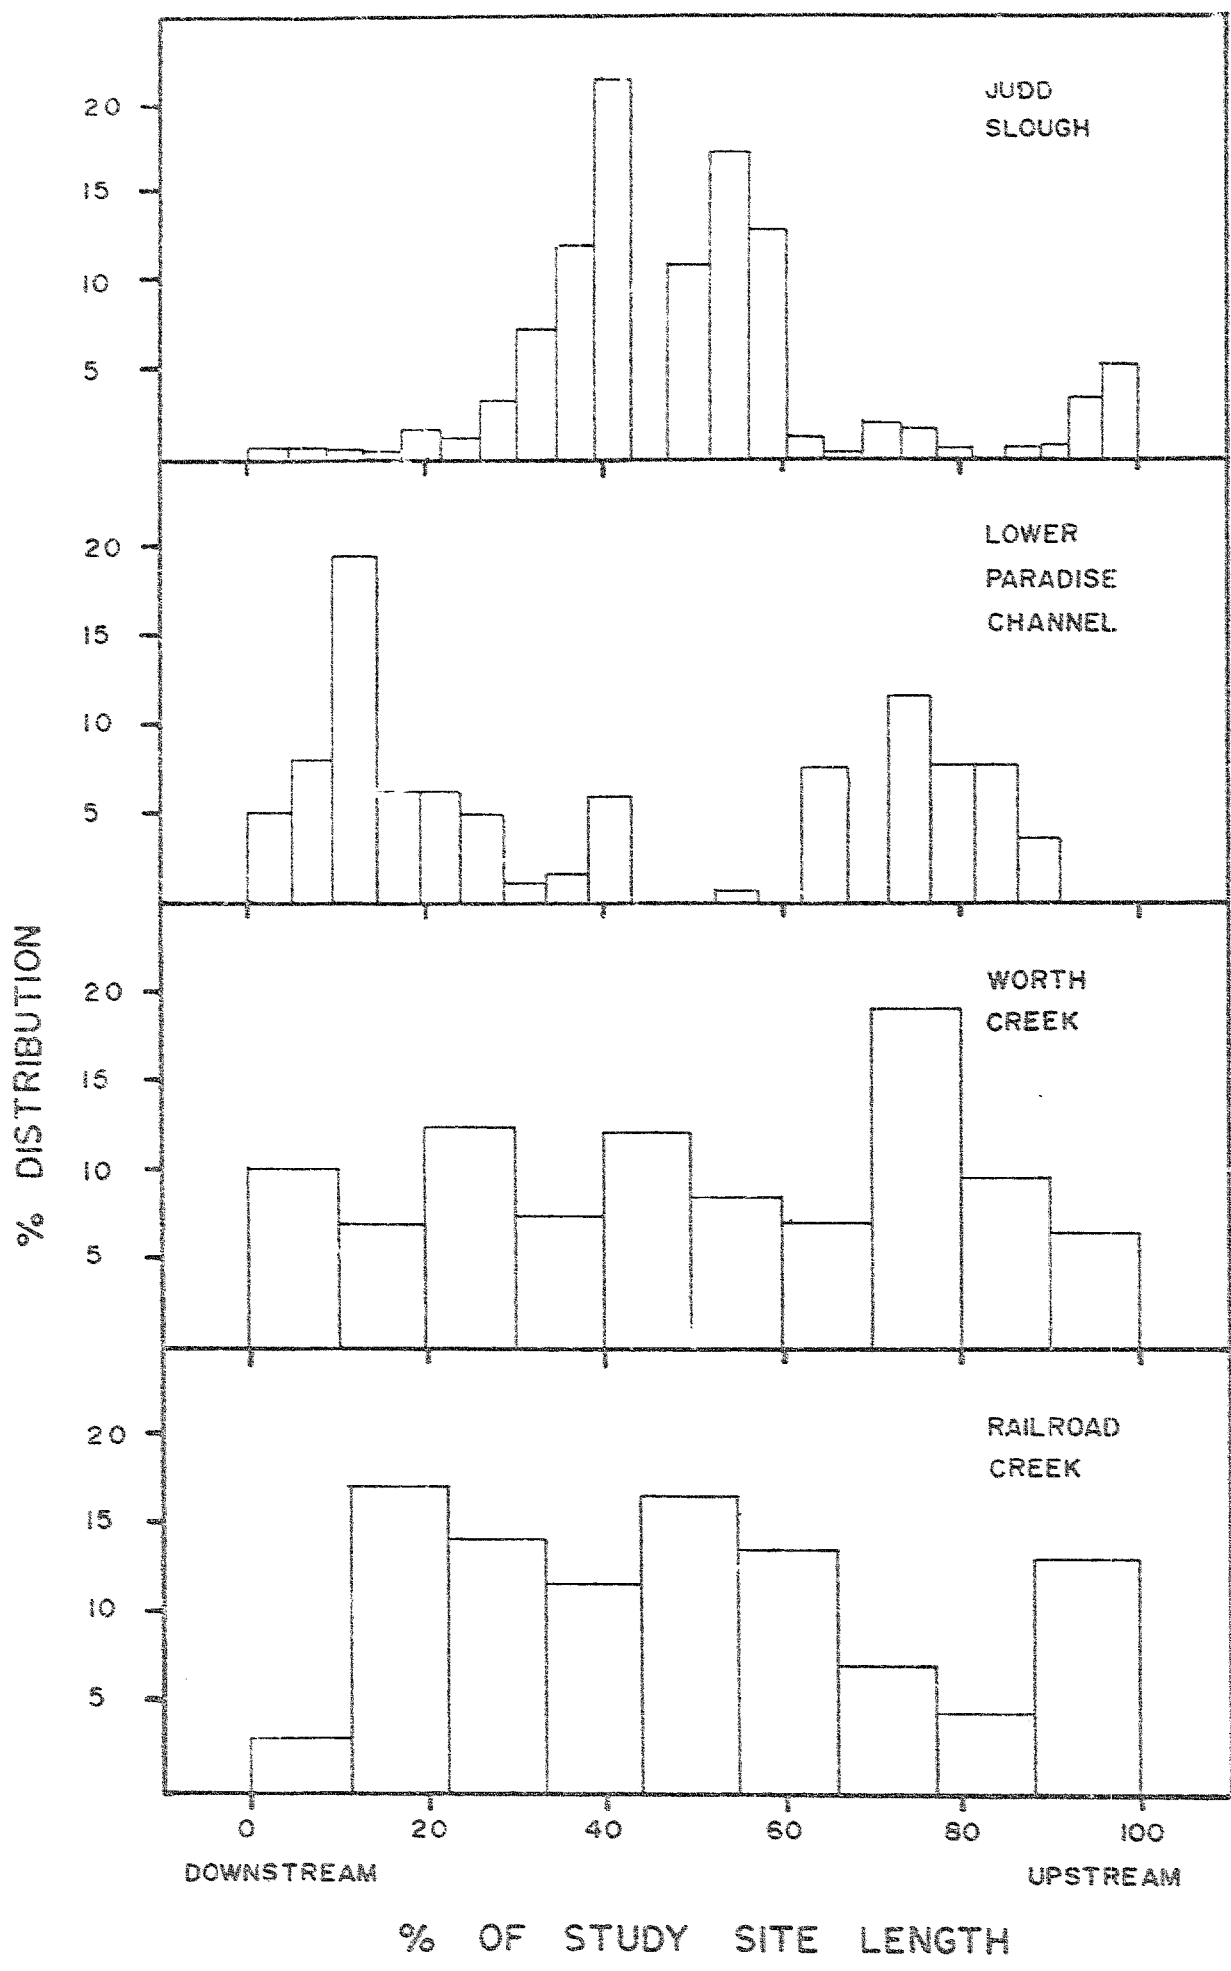 20
15
10
5
JUDD
SLOUGH
20
15
10
5
LOWER
PARADISE
CHANNEL
20
15
10
5
WORTH
CREEK
20
15
10
5
RAILROAD
CREEK
% DISTRIBUTION
0 20 40 60 80 100
DOWNSTREAM UPSTREAM
% OF STUDY SITE LENGTH